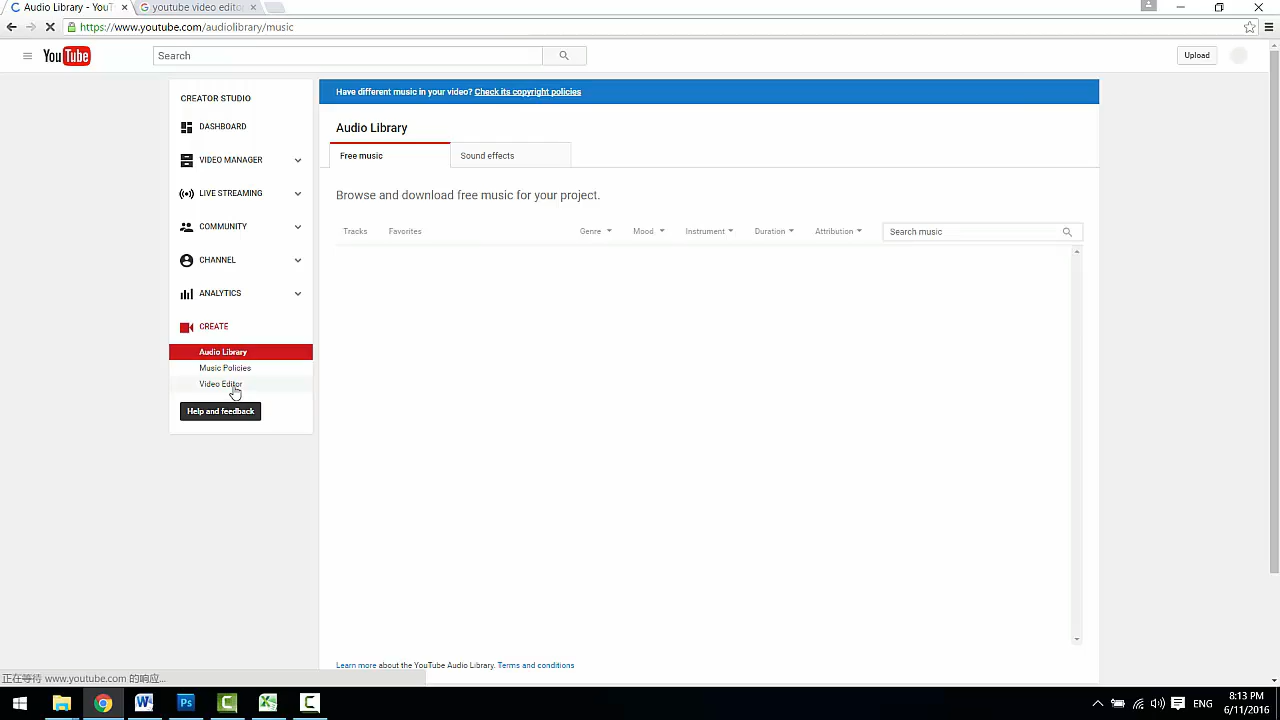 Audio Library - YouT
youtube video editor
https://www.youtube.com/audiolibrary/music
YouTube
Search
Upload
CREATOR STUDIO
DASHBOARD
VIDEO MANAGER
LIVE STREAMING
COMMUNITY
CHANNEL
ANALYTICS
CREATE
Audio Library
Music Policies
Video Editor
Help and feedback
Have different music in your video? Check its copyright policies
Audio Library
Free music
Sound effects
Browse and download free music for your project.
Tracks
Favorites
Genre
Mood
Instrument
Duration
Attribution
Search music
Learn more about the YouTube Audio Library. Terms and conditions
正在等待 www.youtube.com 的响应...
ENG
8:13 PM
6/11/2016